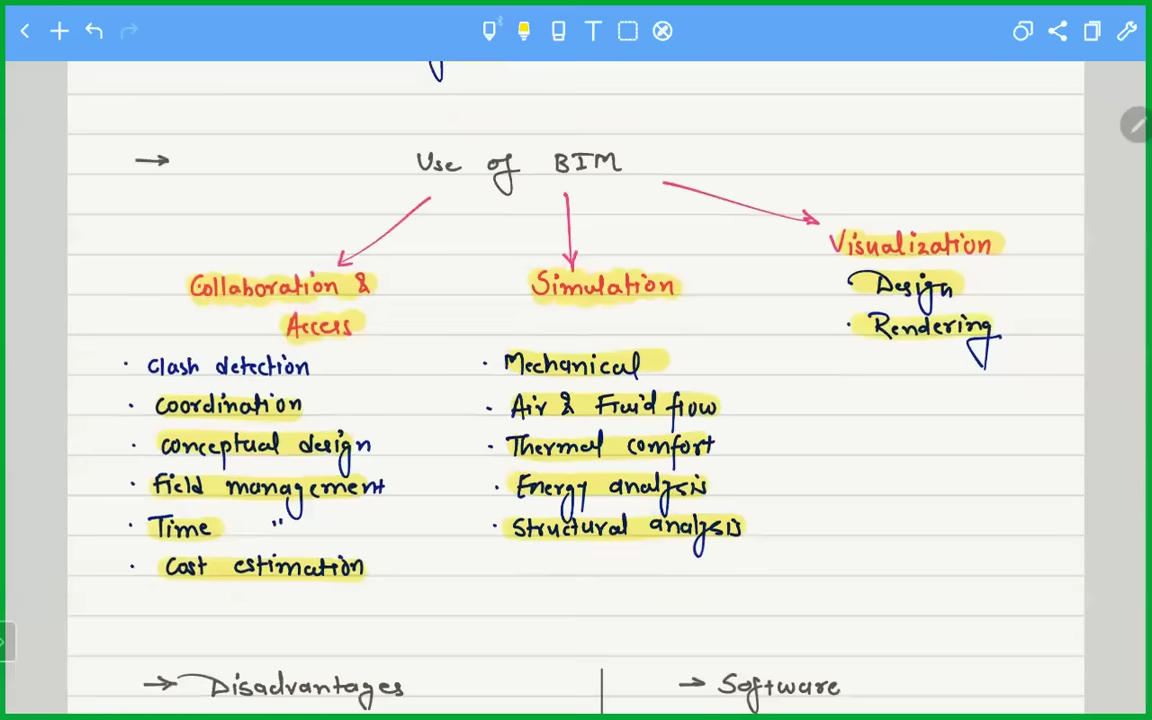 → Use of BIM
Collaboration &
Access
· Clash detection
· coordination
· conceptual design
· Field management
· Time "
· Cost estimation
Simulation
· Mechanical
· Air & Fluid flow
· Thermal comfort
· Energy analysis
· Structural analysis
Visualization
· Design
· Rendering
→ Disadvantages
→ Software